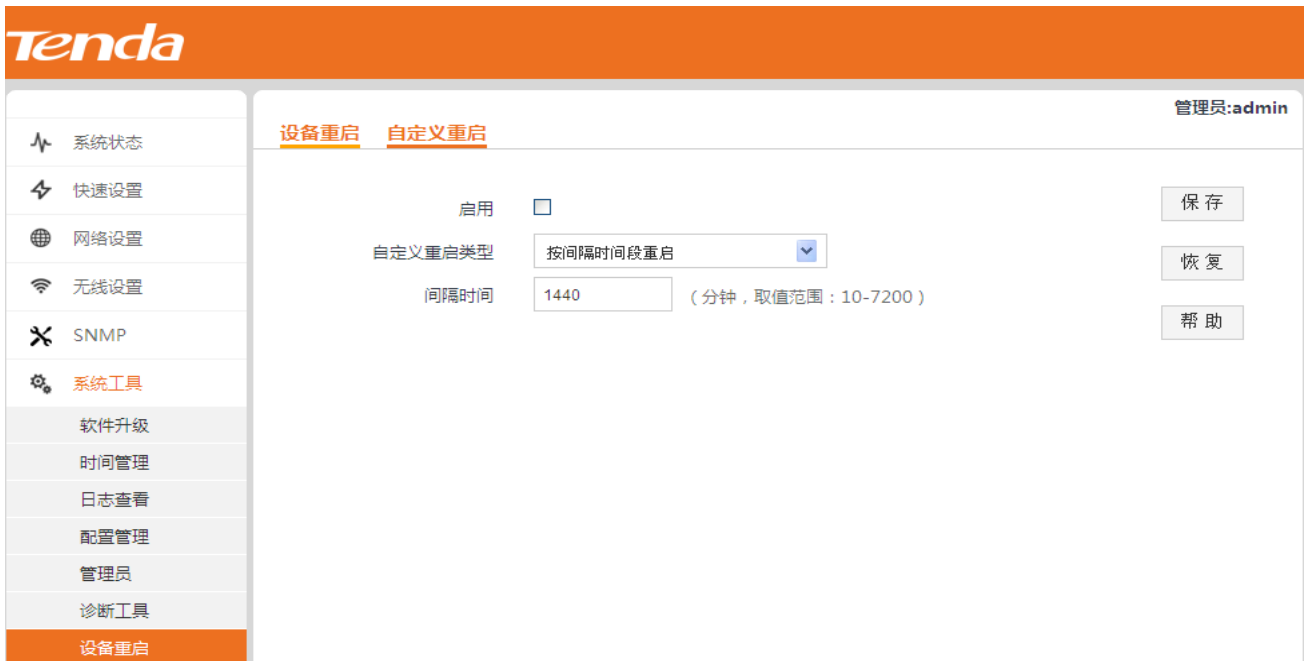 Tenda
管理员:admin
设备重启 自定义重启
系统状态
快速设置
网络设置
无线设置
SNMP
系统工具
软件升级
时间管理
日志查看
配置管理
管理员
诊断工具
设备重启
启用
自定义重启类型 按间隔时间段重启
间隔时间 1440 (分钟，取值范围：10-7200)
保存
恢复
帮助